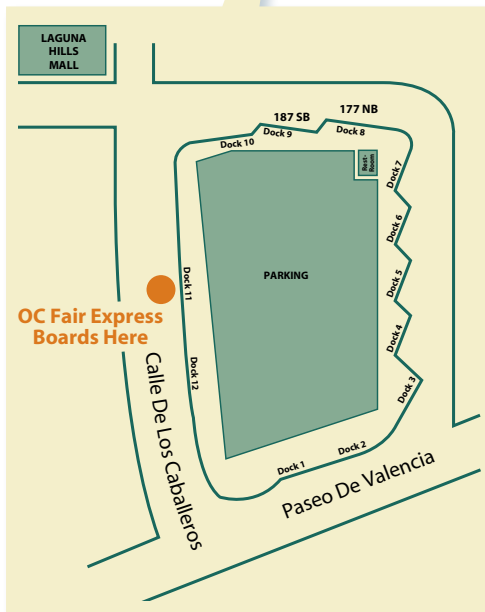 LAGUNA
HILLS
MALL
187 SB
177 NB
Dock 10
Dock 9
Dock 8
Rest-
Room
Dock 7
Dock 6
PARKING
Dock 11
Dock 5
OC Fair Express
Boards Here
Dock 4
Dock 12
Dock 3
Calle De Los Caballeros
Dock 2
Dock 1
Paseo De Valencia